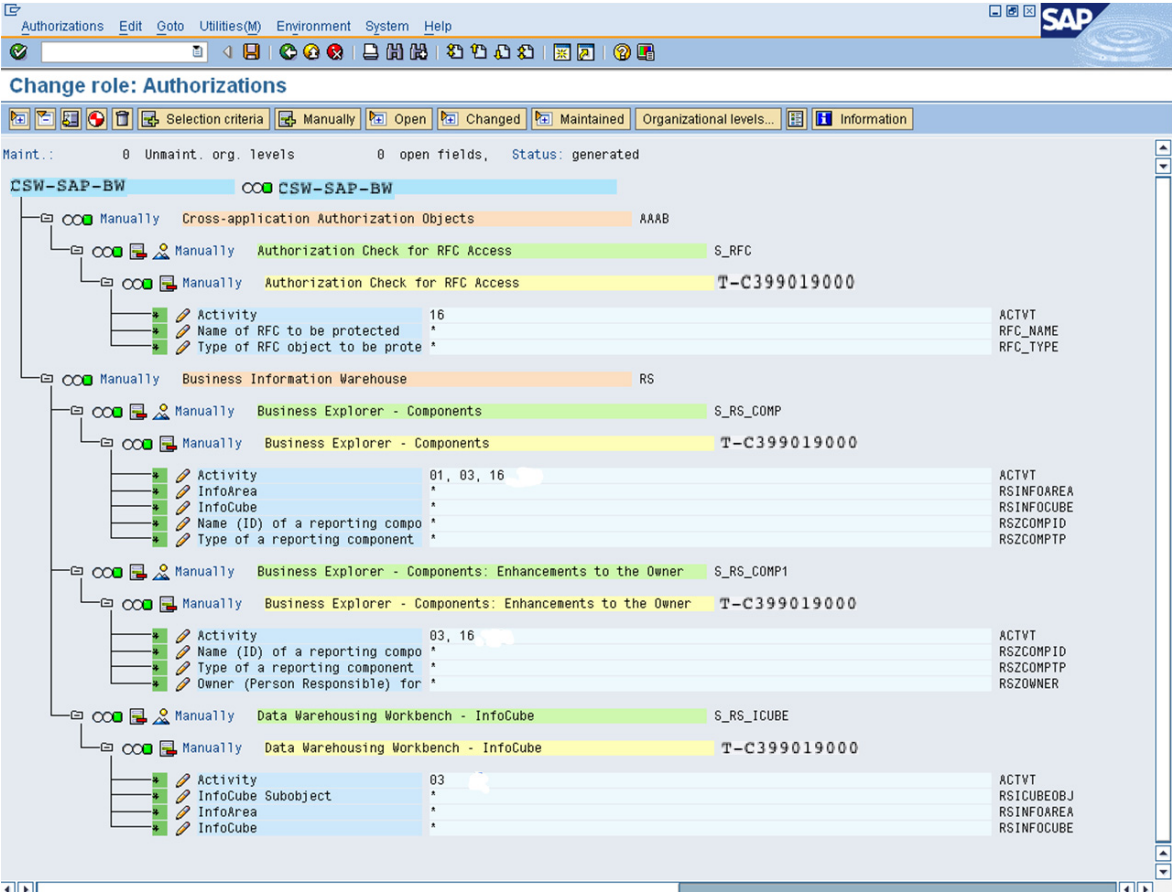 Authorizations Edit Goto Utilities(M) Environment System Help
SAP
Change role: Authorizations
Selection criteria Manually Open Changed Maintained Organizational levels... Information
Maint.: 0 Unmaint. org. levels 0 open fields, Status: generated
CSW-SAP-BW CSW-SAP-BW
Manually Cross-application Authorization Objects AAAB
Manually Authorization Check for RFC Access S_RFC
Manually Authorization Check for RFC Access T-C399019000
Activity 16 ACTVT
Name of RFC to be protected * RFC_NAME
Type of RFC object to be prote * RFC_TYPE
Manually Business Information Warehouse RS
Manually Business Explorer - Components S_RS_COMP
Manually Business Explorer - Components T-C399019000
Activity 01, 03, 16 ACTVT
InfoArea * RSINFOAREA
InfoCube * RSINFOCUBE
Name (ID) of a reporting compo * RSZCOMPID
Type of a reporting component * RSZCOMPTP
Manually Business Explorer - Components: Enhancements to the Owner S_RS_COMP1
Manually Business Explorer - Components: Enhancements to the Owner T-C399019000
Activity 03, 16 ACTVT
Name (ID) of a reporting compo * RSZCOMPID
Type of a reporting component * RSZCOMPTP
Owner (Person Responsible) for * RSZOWNER
Manually Data Warehousing Workbench - InfoCube S_RS_ICUBE
Manually Data Warehousing Workbench - InfoCube T-C399019000
Activity 03 ACTVT
InfoCube Subobject * RSICUBEOBJ
InfoArea * RSINFOAREA
InfoCube * RSINFOCUBE